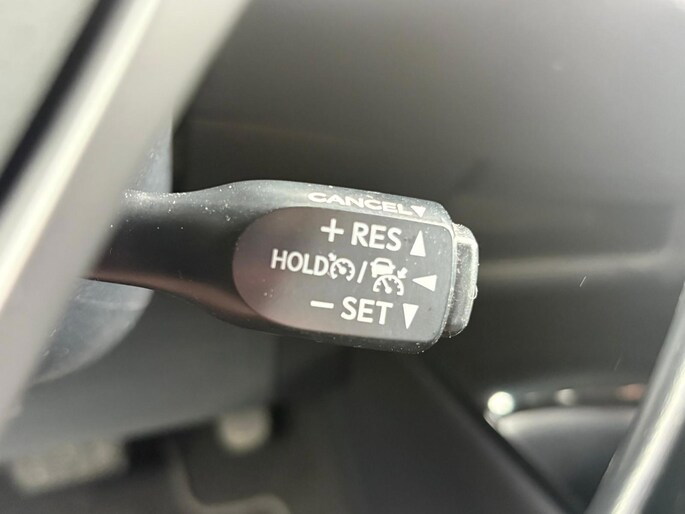 CANCEL▼
+ RES ▲
HOLD / ◀
− SET ▼